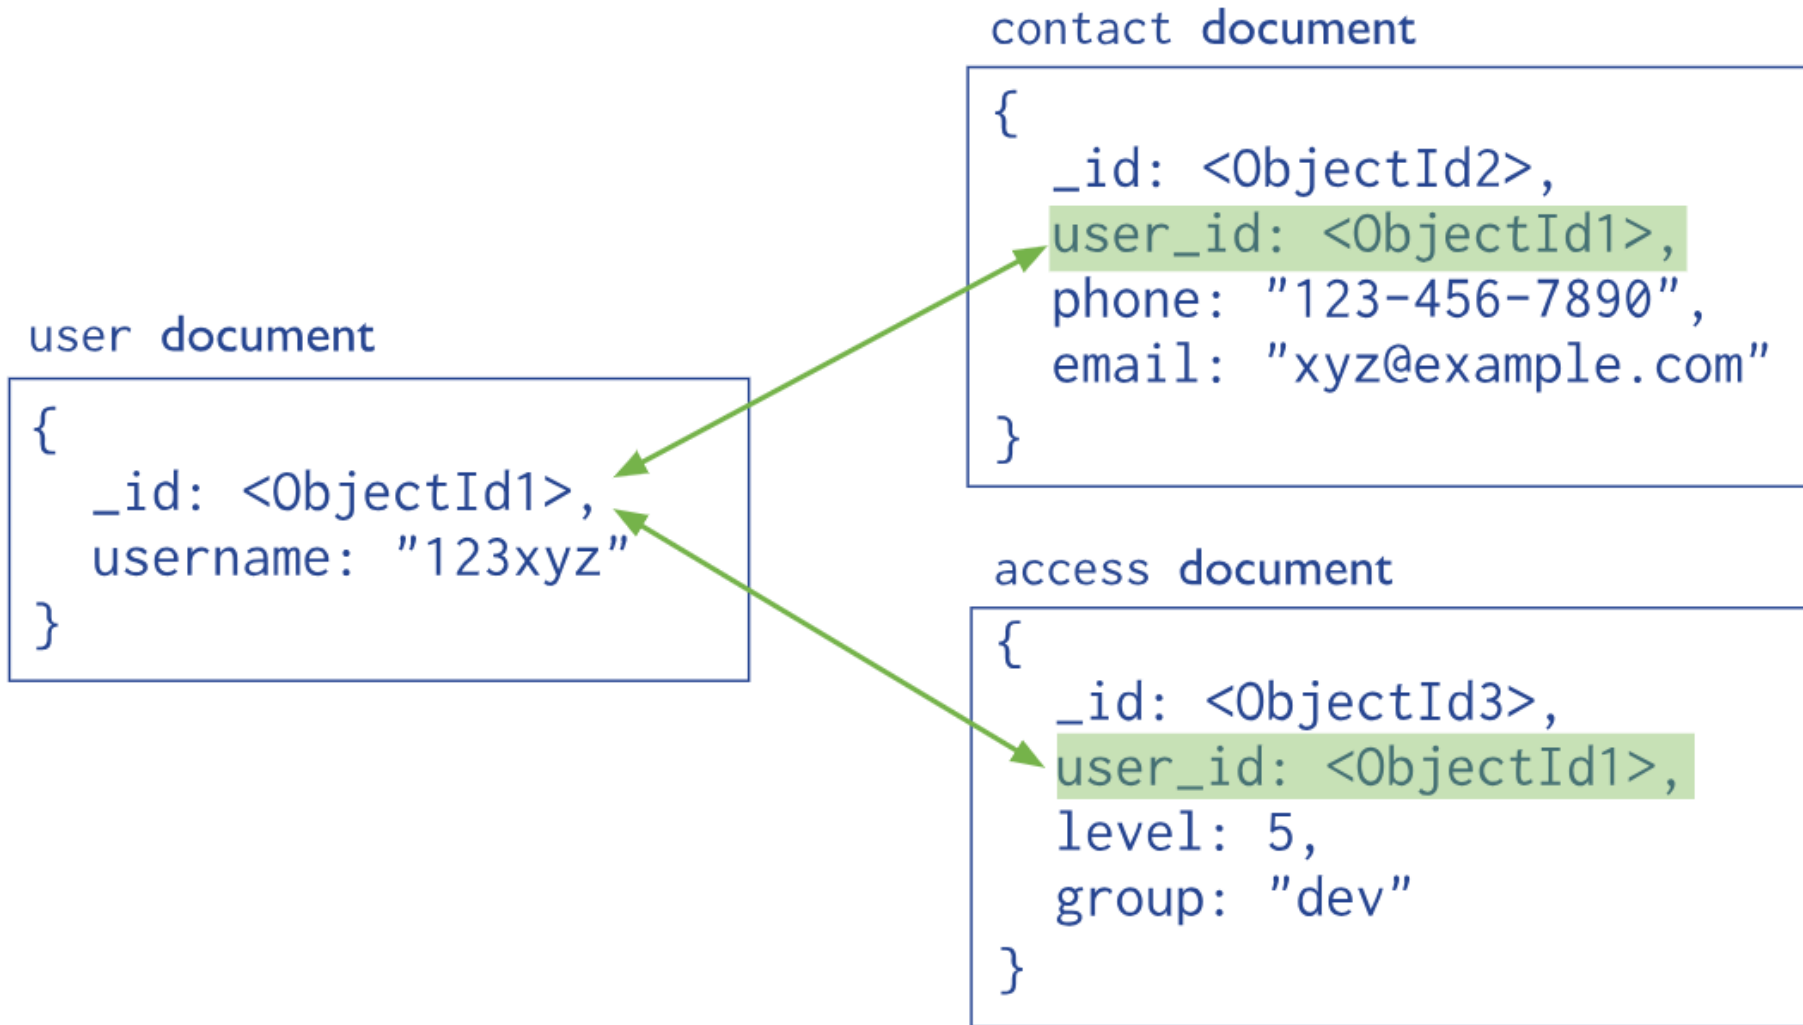 user document
{
_id: <ObjectId1>,
username: "123xyz"
}
contact document
{
_id: <ObjectId2>,
user_id: <ObjectId1>,
phone: "123-456-7890",
email: "xyz@example.com"
}
access document
{
_id: <ObjectId3>,
user_id: <ObjectId1>,
level: 5,
group: "dev"
}